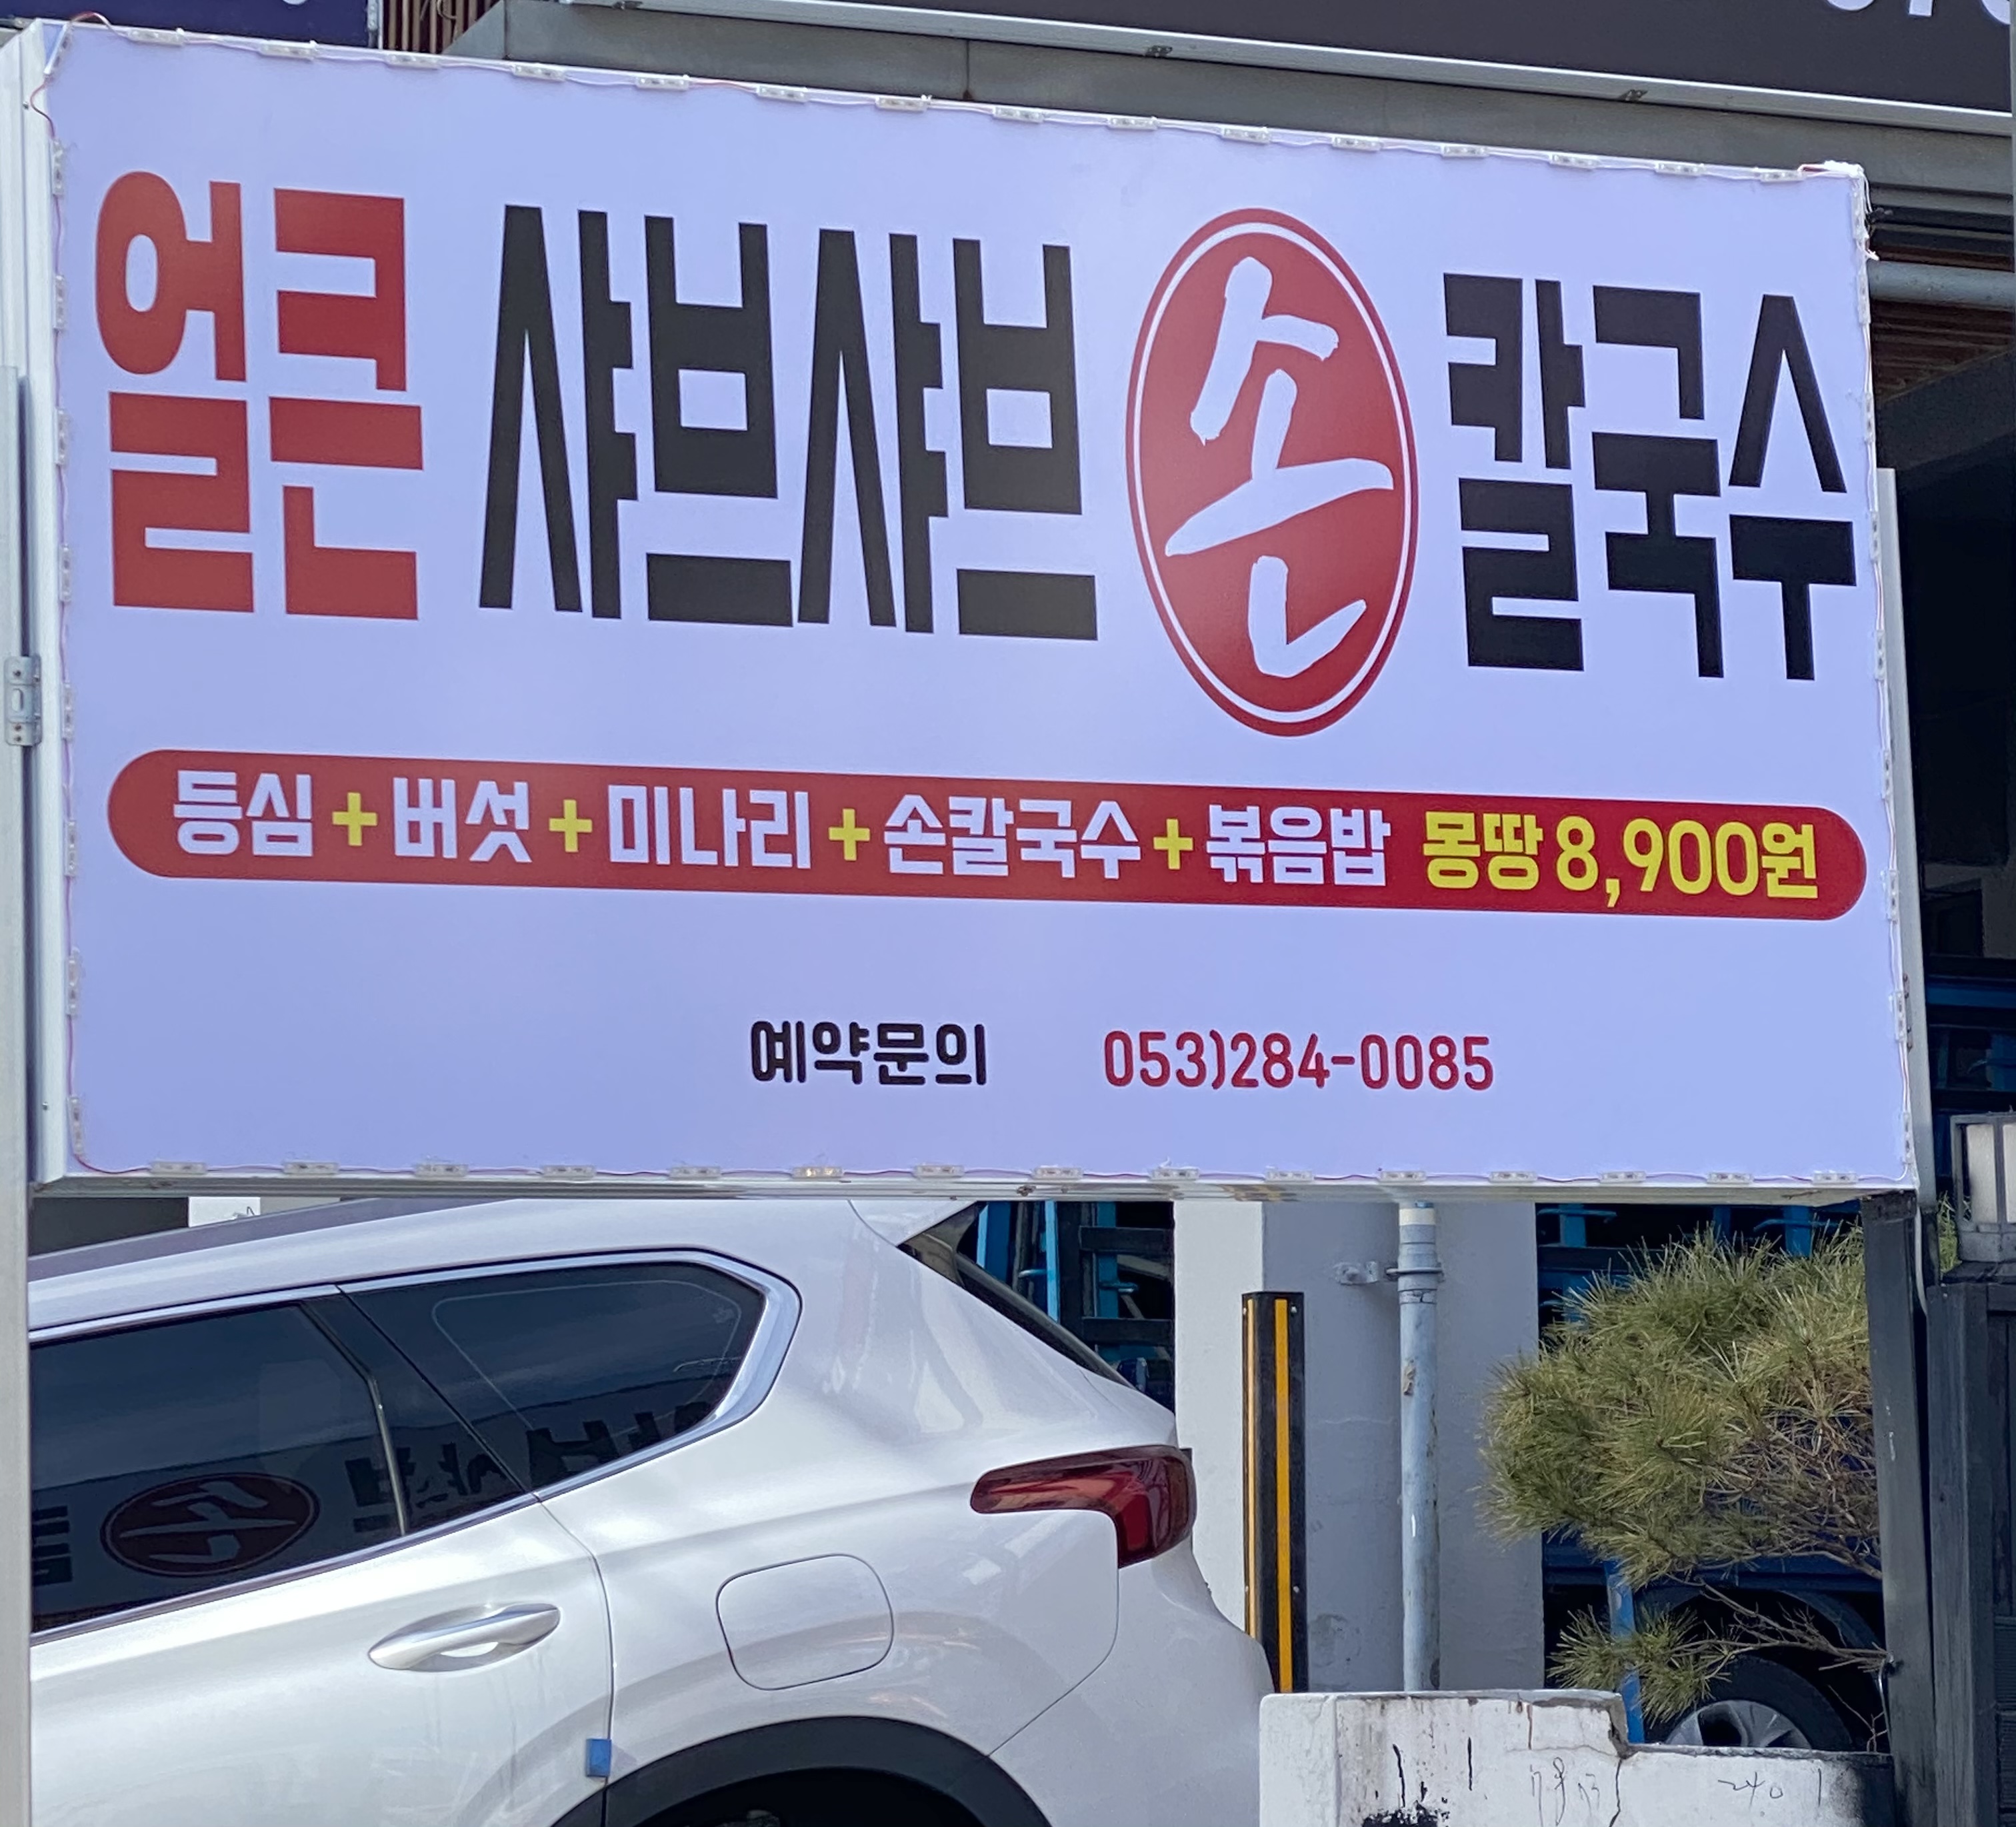 얼큰 샤브샤브 손 칼국수
등심+버섯+미나리+손칼국수+볶음밥 몽땅 8,900원
예약문의 053)284-0085